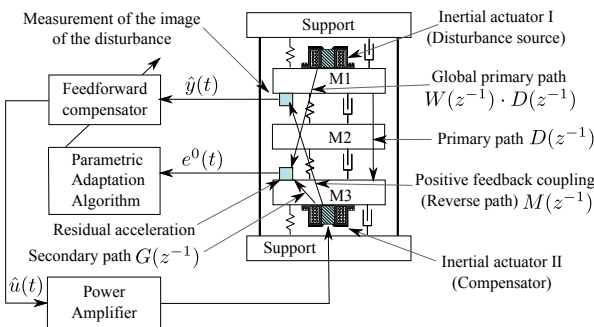 Measurement of the image
of the disturbance
Support
Inertial actuator I
(Disturbance source)
M1
Feedforward
compensator
ŷ(t)
Global primary path
W(z⁻¹) · D(z⁻¹)
M2
Primary path D(z⁻¹)
Parametric
Adaptation
Algorithm
e⁰(t)
M3
Positive feedback coupling
(Reverse path) M(z⁻¹)
Residual acceleration
Secondary path G(z⁻¹)
Support
Inertial actuator II
(Compensator)
û(t)
Power
Amplifier